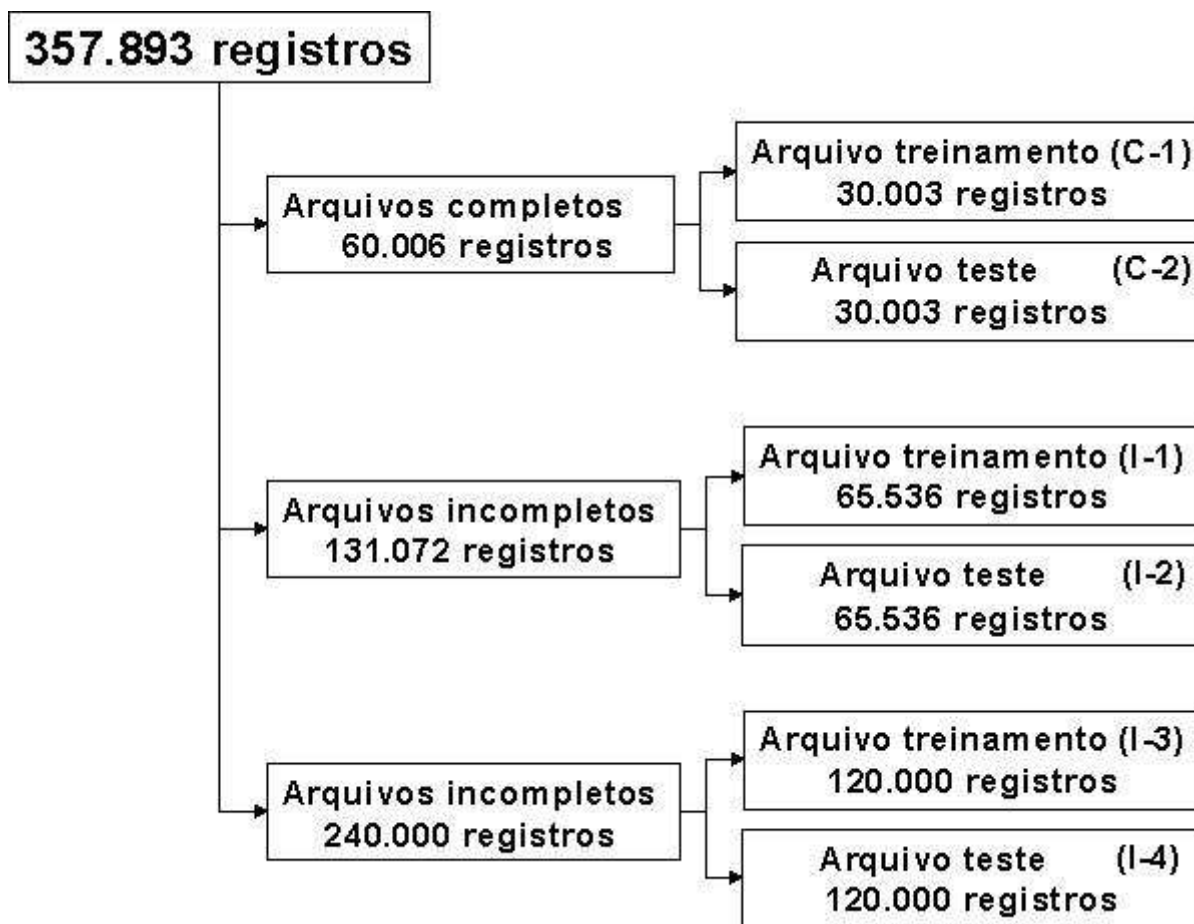 357.893 registros
Arquivos completos
60.006 registros
Arquivo treinamento (C-1)
30.003 registros
Arquivo teste (C-2)
30.003 registros
Arquivos incompletos
131.072 registros
Arquivo treinamento (I-1)
65.536 registros
Arquivo teste (I-2)
65.536 registros
Arquivos incompletos
240.000 registros
Arquivo treinamento (I-3)
120.000 registros
Arquivo teste (I-4)
120.000 registros